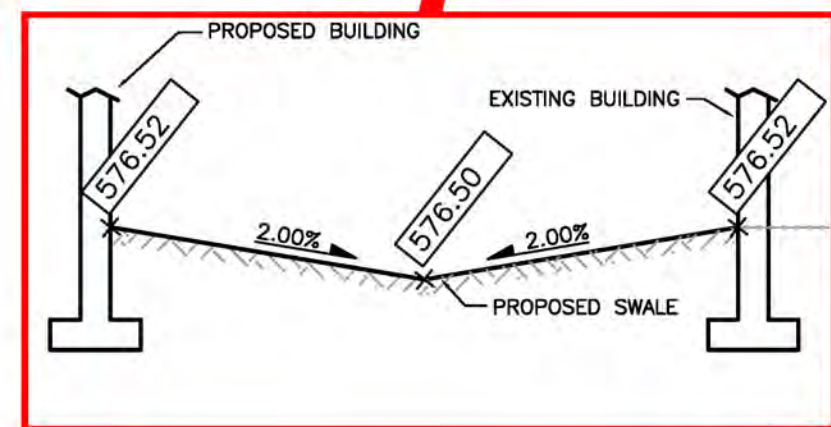 PROPOSED BUILDING
EXISTING BUILDING
576.52
576.50
576.52
2.00%
2.00%
PROPOSED SWALE